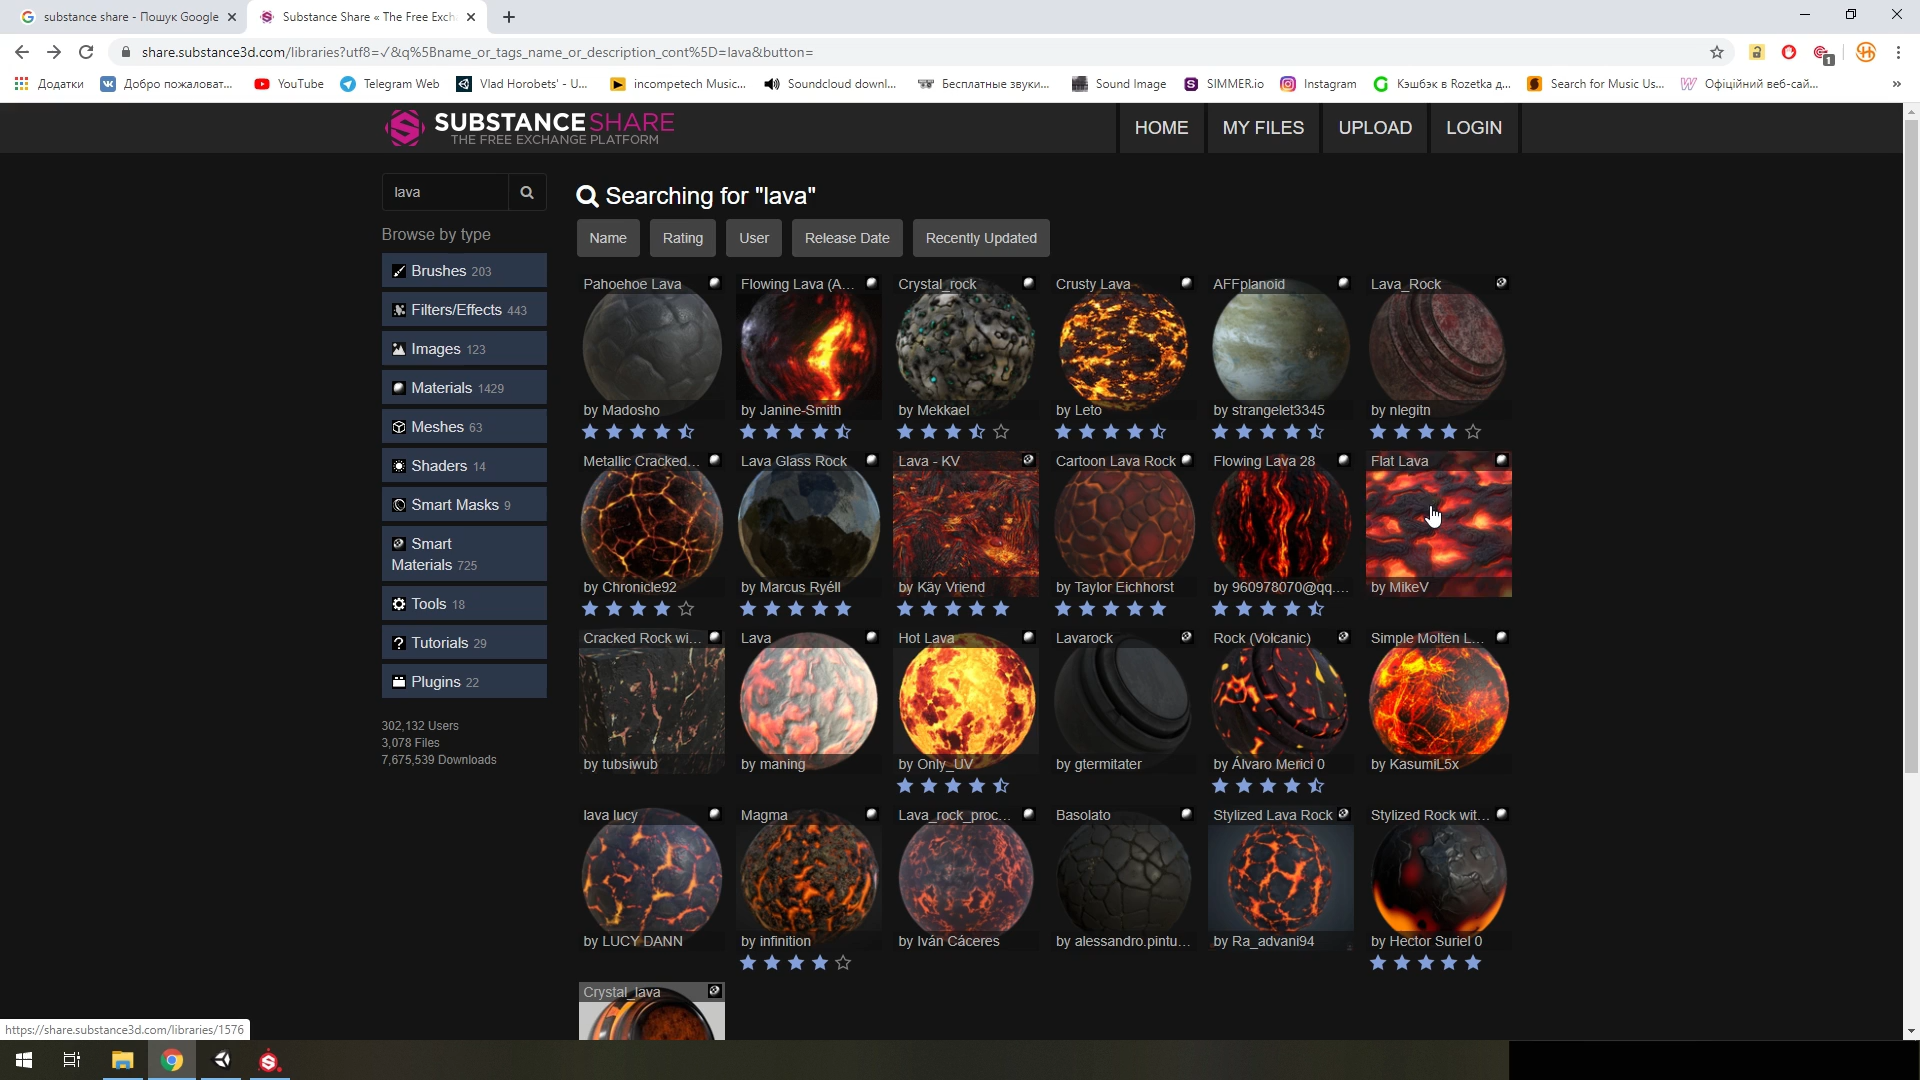 substance share - Пошук Google
Substance Share « The Free Exch
share.substance3d.com/libraries?utf8=✓&q%5Bname_or_tags_name_or_description_cont%5D=lava&button=
1
Додатки
Добро пожаловат...
YouTube
Telegram Web
Vlad Horobets' - U...
incompetech Music...
Soundcloud downl...
Бесплатные звуки...
Sound Image
SIMMER.io
Instagram
Кэшбэк в Rozetka д...
Search for Music Us...
Офіційний веб-сай...
»
SUBSTANCE SHARE
THE FREE EXCHANGE PLATFORM
HOME
MY FILES
UPLOAD
LOGIN
lava
Searching for "lava"
Browse by type
Name
Rating
User
Release Date
Recently Updated
Brushes 203
Filters/Effects 443
Images 123
Materials 1429
Meshes 63
Shaders 14
Smart Masks 9
Smart
Materials 725
Tools 18
Tutorials 29
Plugins 22
302,132 Users
3,078 Files
7,675,539 Downloads
Pahoehoe Lava
Flowing Lava (A...
Crystal_rock
Crusty Lava
AFFplanoid
Lava_Rock
by Madosho
by Janine-Smith
by Mekkael
by Leto
by strangelet3345
by nlegitn
Metallic Cracked...
Lava Glass Rock
Lava - KV
Cartoon Lava Rock
Flowing Lava 28
Flat Lava
by Chronicle92
by Marcus Ryéll
by Käy Vriend
by Taylor Eichhorst
by 960978070@qq....
by MikeV
Cracked Rock wi...
Lava
Hot Lava
Lavarock
Rock (Volcanic)
Simple Molten L...
by tubsiwub
by maning
by Only_UV
by gtermitater
by Álvaro Merici 0
by KasumiL5x
lava lucy
Magma
Lava_rock_proc...
Basolato
Stylized Lava Rock
Stylized Rock wit...
by LUCY DANN
by infinition
by Iván Cáceres
by alessandro.pintu...
by Ra_advani94
by Hector Suriel 0
Crystal_lava
https://share.substance3d.com/libraries/1576